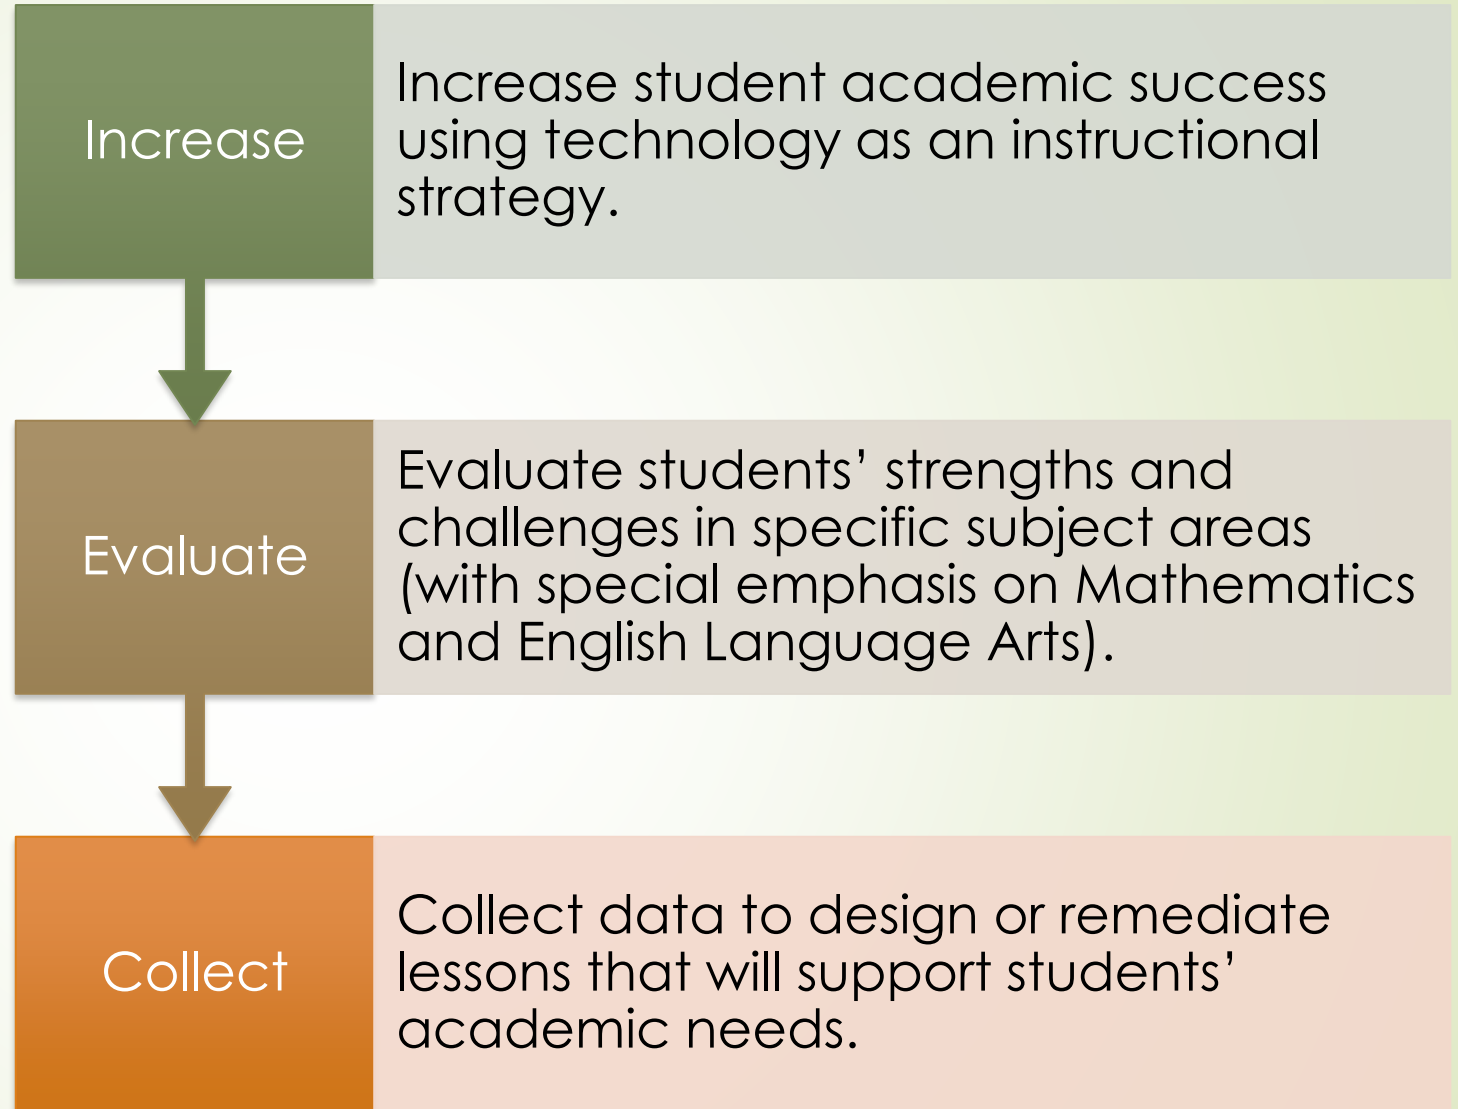 Increase
Increase student academic success
using technology as an instructional
strategy.
Evaluate
Evaluate students’ strengths and
challenges in specific subject areas
(with special emphasis on Mathematics
and English Language Arts).
Collect
Collect data to design or remediate
lessons that will support students’
academic needs.